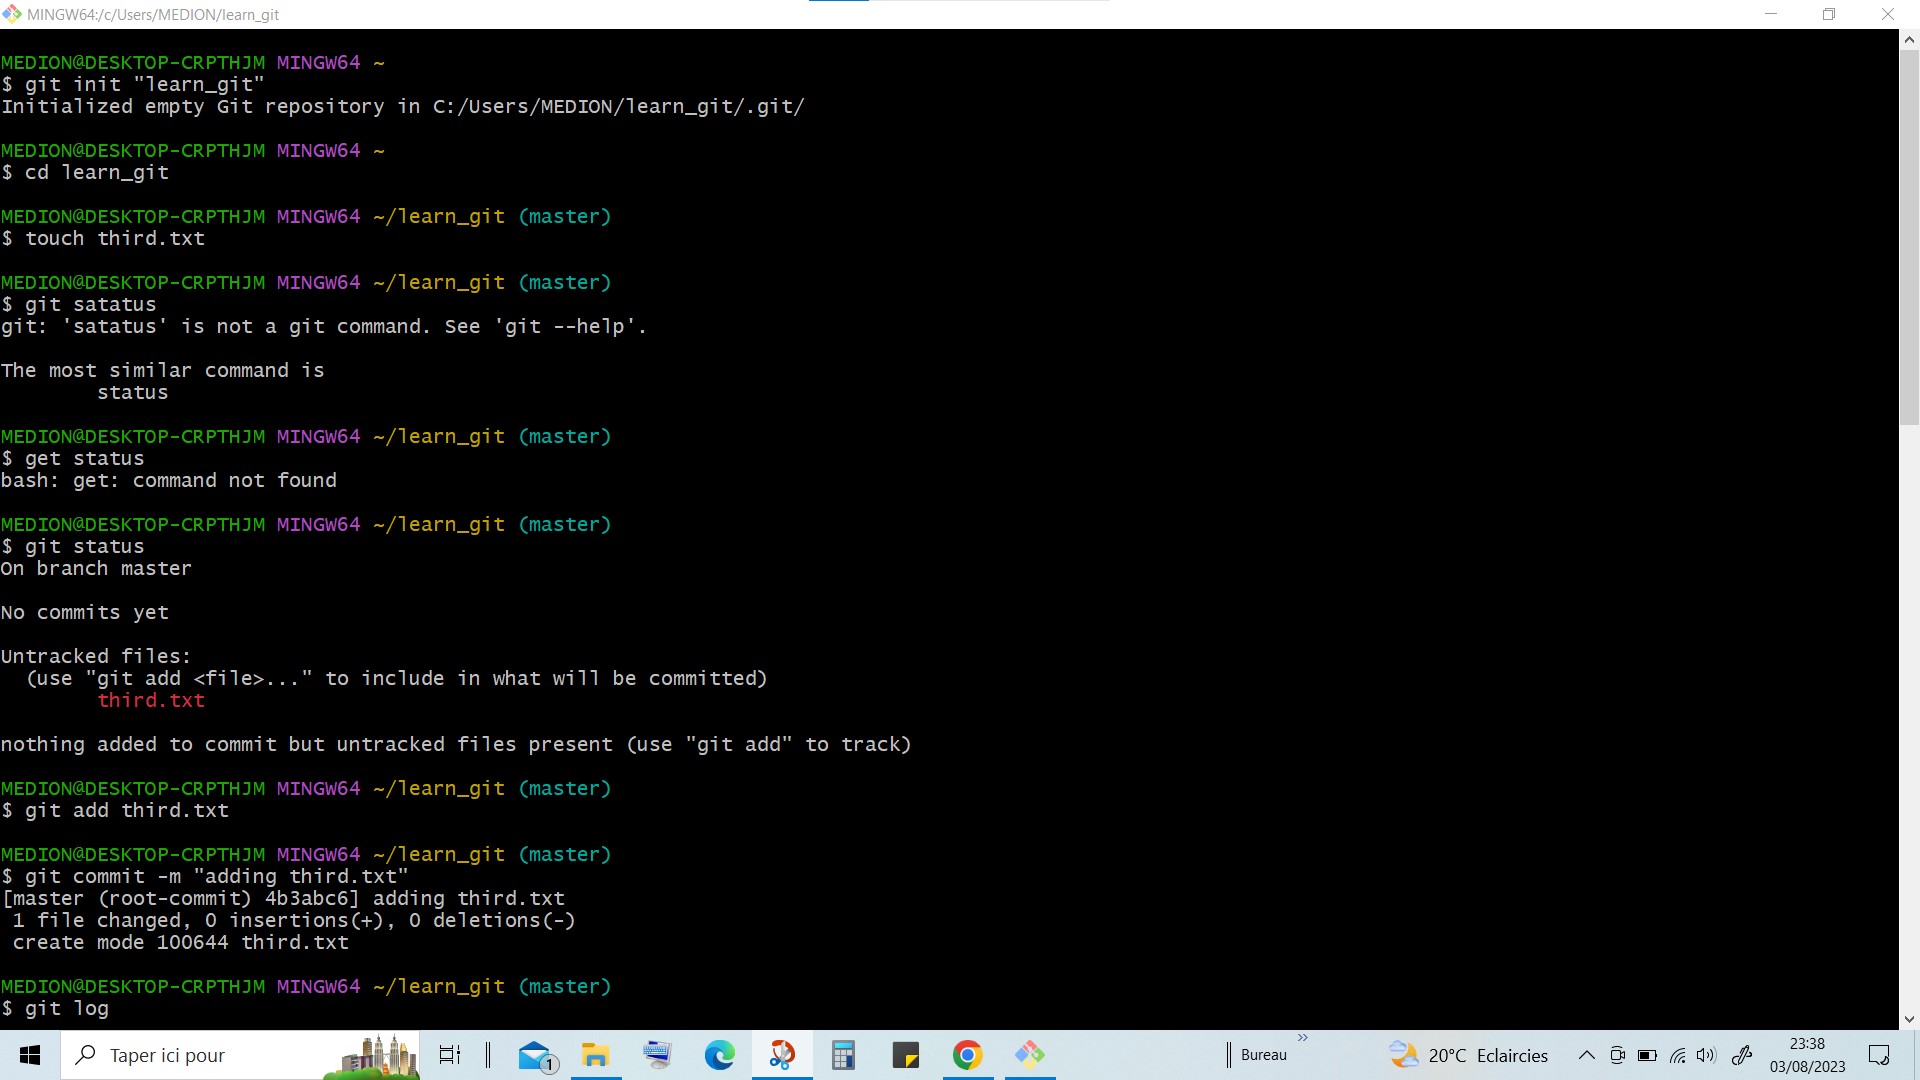 MINGW64:/c/Users/MEDION/learn_git
MEDION@DESKTOP-CRPTHJM MINGW64 ~
$ git init "learn_git"
Initialized empty Git repository in C:/Users/MEDION/learn_git/.git/
MEDION@DESKTOP-CRPTHJM MINGW64 ~
$ cd learn_git
MEDION@DESKTOP-CRPTHJM MINGW64 ~/learn_git (master)
$ touch third.txt
MEDION@DESKTOP-CRPTHJM MINGW64 ~/learn_git (master)
$ git satatus
git: 'satatus' is not a git command. See 'git --help'.
The most similar command is
status
MEDION@DESKTOP-CRPTHJM MINGW64 ~/learn_git (master)
$ get status
bash: get: command not found
MEDION@DESKTOP-CRPTHJM MINGW64 ~/learn_git (master)
$ git status
On branch master
No commits yet
Untracked files:
(use "git add <file>..." to include in what will be committed)
third.txt
nothing added to commit but untracked files present (use "git add" to track)
MEDION@DESKTOP-CRPTHJM MINGW64 ~/learn_git (master)
$ git add third.txt
MEDION@DESKTOP-CRPTHJM MINGW64 ~/learn_git (master)
$ git commit -m "adding third.txt"
[master (root-commit) 4b3abc6] adding third.txt
1 file changed, 0 insertions(+), 0 deletions(-)
create mode 100644 third.txt
MEDION@DESKTOP-CRPTHJM MINGW64 ~/learn_git (master)
$ git log
Taper ici pour
1
Bureau
20°C Eclaircies
23:38
03/08/2023